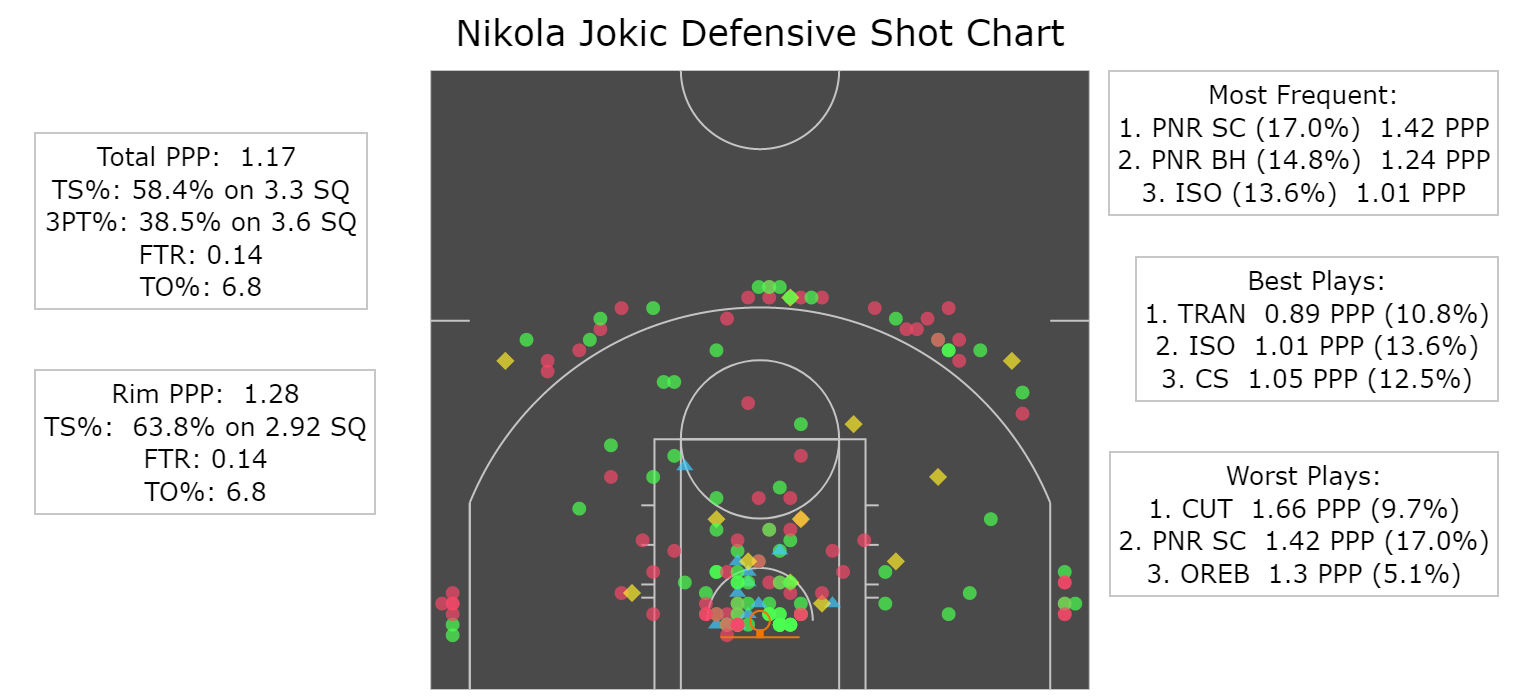 Nikola Jokic Defensive Shot Chart
Total PPP: 1.17
TS%: 58.4% on 3.3 SQ
3PT%: 38.5% on 3.6 SQ
FTR: 0.14
TO%: 6.8
Rim PPP: 1.28
TS%: 63.8% on 2.92 SQ
FTR: 0.14
TO%: 6.8
Most Frequent:
1. PNR SC (17.0%) 1.42 PPP
2. PNR BH (14.8%) 1.24 PPP
3. ISO (13.6%) 1.01 PPP
Best Plays:
1. TRAN 0.89 PPP (10.8%)
2. ISO 1.01 PPP (13.6%)
3. CS 1.05 PPP (12.5%)
Worst Plays:
1. CUT 1.66 PPP (9.7%)
2. PNR SC 1.42 PPP (17.0%)
3. OREB 1.3 PPP (5.1%)